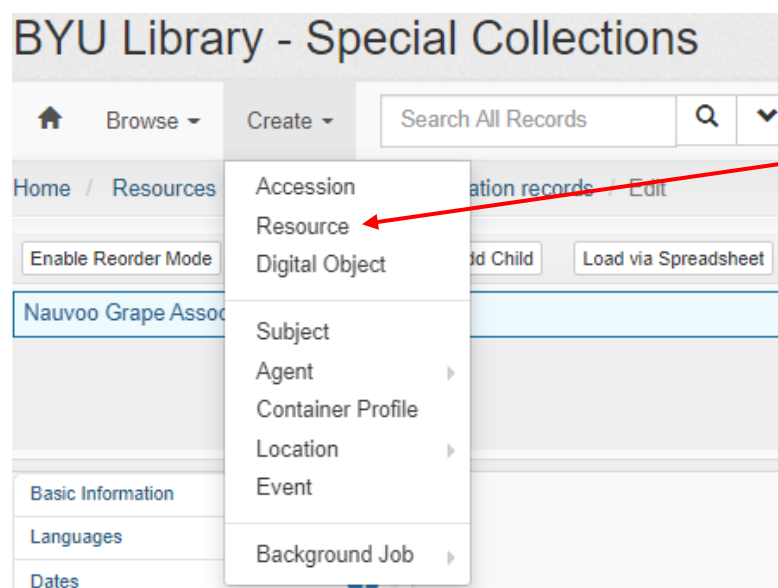 BYU Library - Special Collections
Browse Create Search All Records
Home / Resources ation records / Edit
Accession
Resource
Enable Reorder Mode dd Child Load via Spreadsheet
Digital Object
Nauvoo Grape Assoc
Subject
Agent
Container Profile
Location
Event
Basic Information
Languages
Background Job
Dates